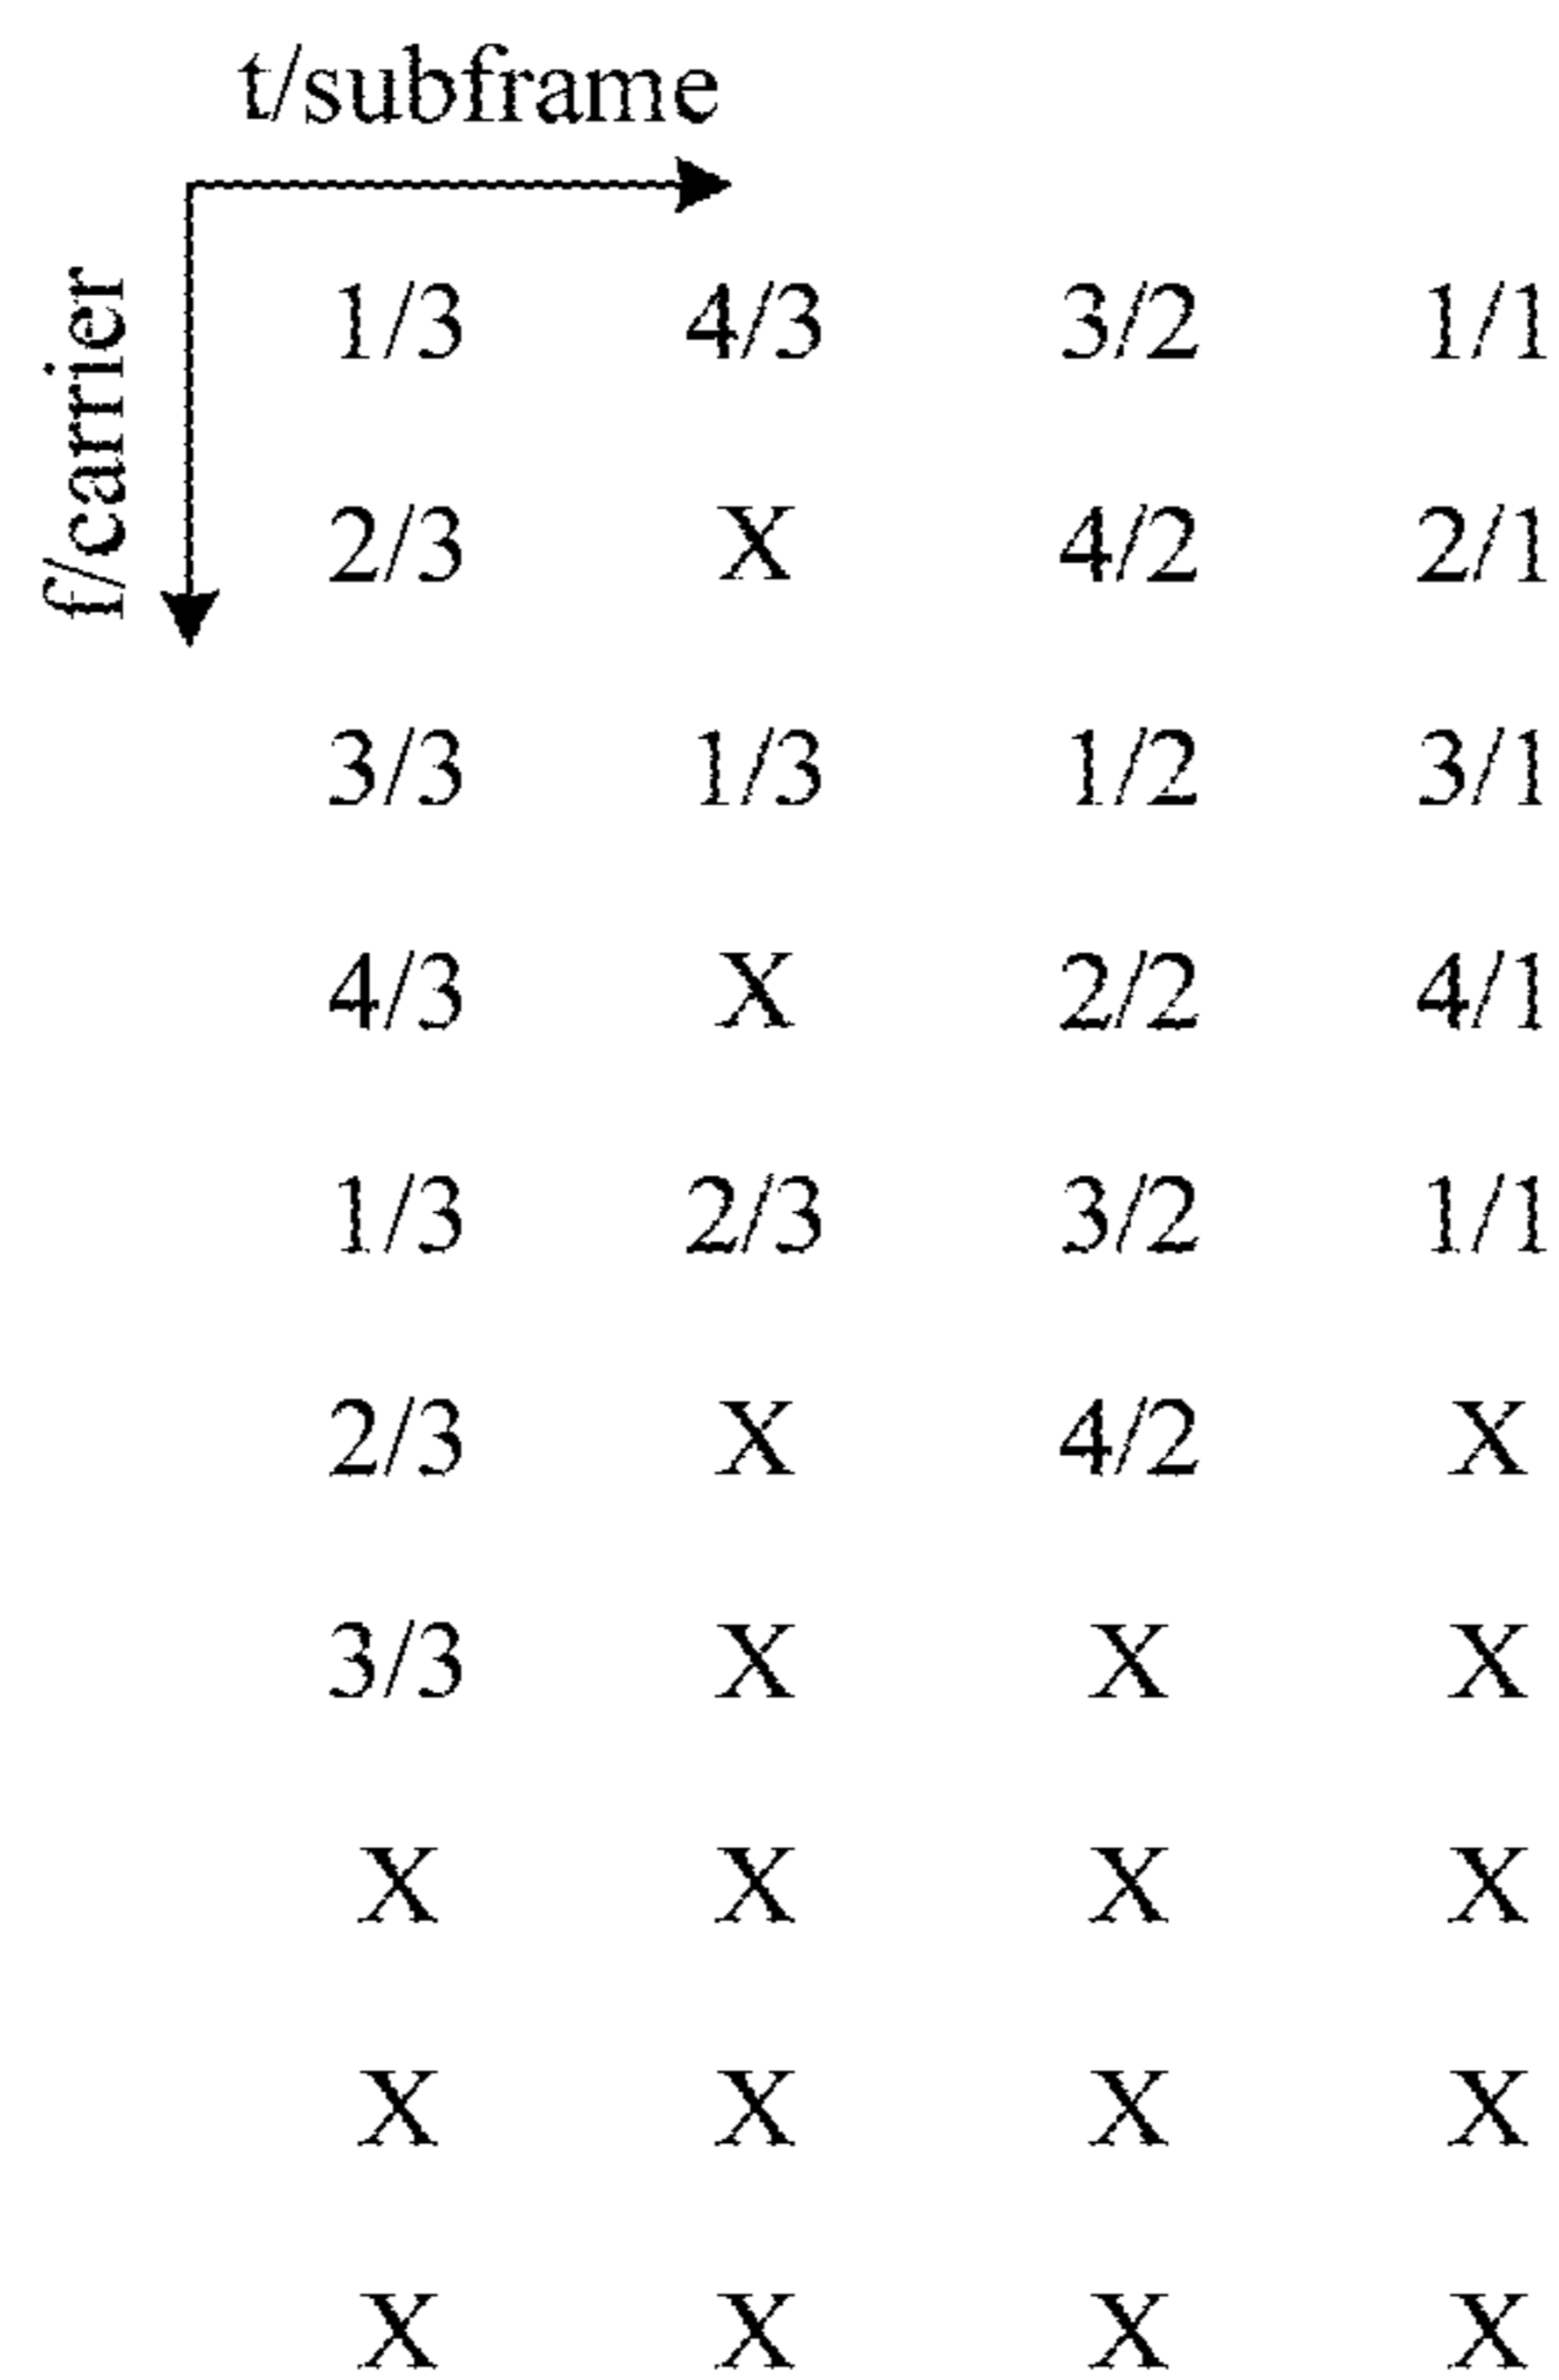 t/subframe
f/carrier
1/3 4/3 3/2 1/1
2/3 X 4/2 2/1
3/3 1/3 1/2 3/1
4/3 X 2/2 4/1
1/3 2/3 3/2 1/1
2/3 X 4/2 X
3/3 X X X
X X X X
X X X X
X X X X